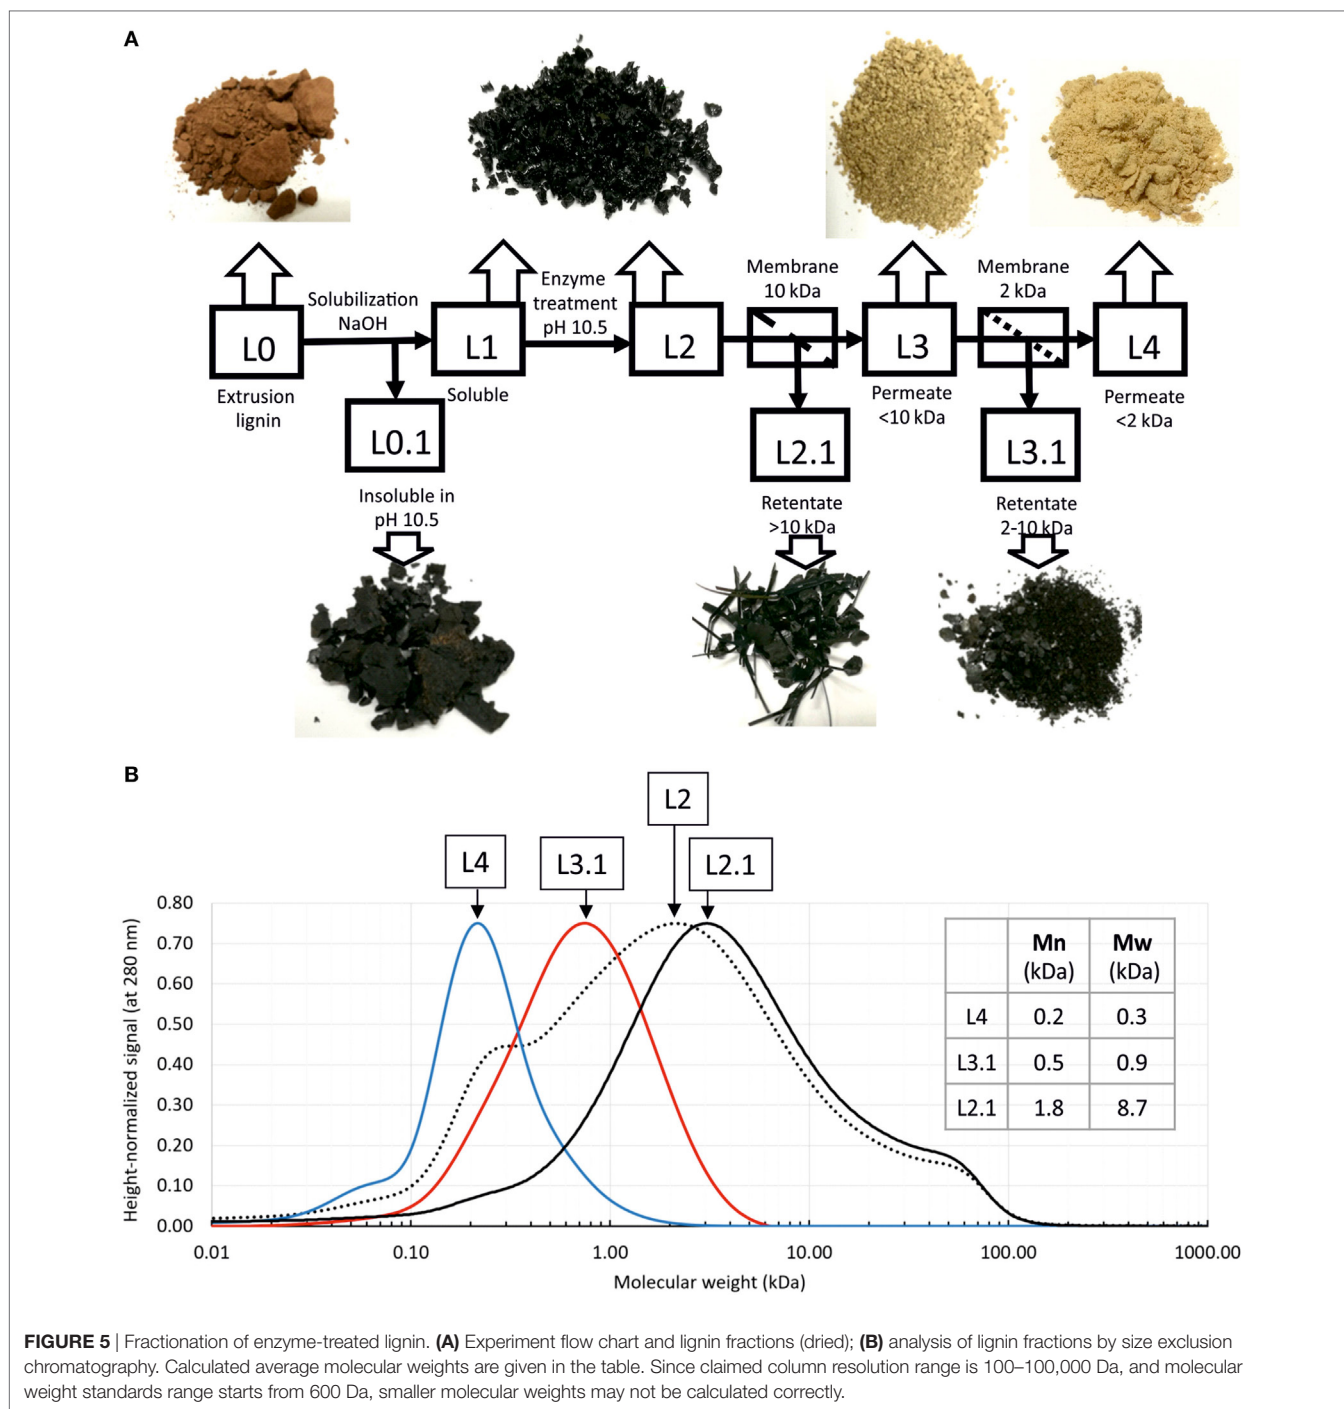 A
Solubilization
NaOH
Enzyme
treatment
pH 10.5
Membrane
10 kDa
Membrane
2 kDa
L0
L1
L2
L3
L4
Extrusion
lignin
Soluble
Permeate
<10 kDa
Permeate
<2 kDa
L0.1
L2.1
L3.1
Insoluble in
pH 10.5
Retentate
>10 kDa
Retentate
2-10 kDa
B
L2
L4
L3.1
L2.1
Height-normalized signal (at 280 nm)
0.80
0.70
0.60
0.50
0.40
0.30
0.20
0.10
0.00
Mn (kDa) Mw (kDa)
L4 0.2 0.3
L3.1 0.5 0.9
L2.1 1.8 8.7
0.01 0.10 1.00 10.00 100.00 1000.00
Molecular weight (kDa)
FIGURE 5 | Fractionation of enzyme-treated lignin. (A) Experiment flow chart and lignin fractions (dried); (B) analysis of lignin fractions by size exclusion
chromatography. Calculated average molecular weights are given in the table. Since claimed column resolution range is 100–100,000 Da, and molecular
weight standards range starts from 600 Da, smaller molecular weights may not be calculated correctly.